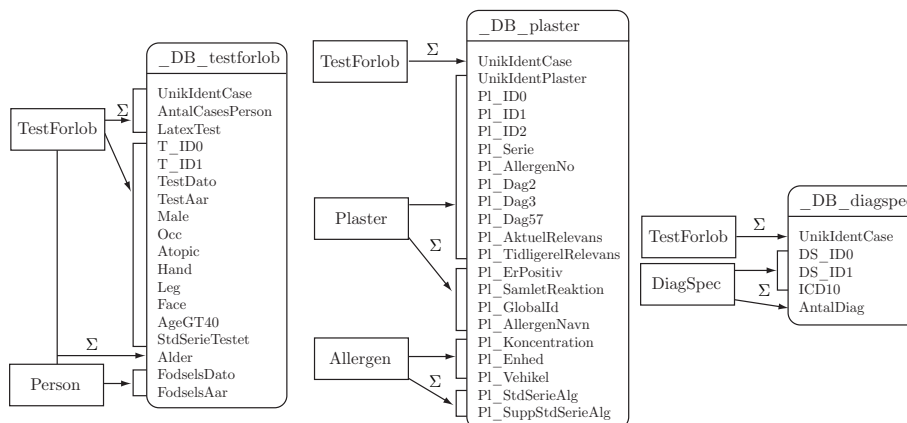 _DB_testforlob
TestForlob
Σ
UnikIdentCase
AntalCasesPerson
LatexTest
T_ID0
T_ID1
TestDato
TestAar
Male
Occ
Atopic
Hand
Leg
Face
AgeGT40
StdSerieTestet
Σ
Alder
Person
FodselsDato
FodselsAar
_DB_plaster
TestForlob
Σ
UnikIdentCase
UnikIdentPlaster
Pl_ID0
Pl_ID1
Pl_ID2
Pl_Serie
Pl_AllergenNo
Pl_Dag2
Pl_Dag3
Pl_Dag57
Pl_AktuelRelevans
Pl_TidligerelRelevans
Plaster
Σ
Pl_ErPositiv
Pl_SamletReaktion
Pl_GlobalId
Pl_AllergenNavn
Pl_Koncentration
Pl_Enhed
Pl_Vehikel
Allergen
Σ
Pl_StdSerieAlg
Pl_SuppStdSerieAlg
_DB_diagspec
TestForlob
Σ
UnikIdentCase
DS_ID0
DS_ID1
ICD10
DiagSpec
Σ
AntalDiag